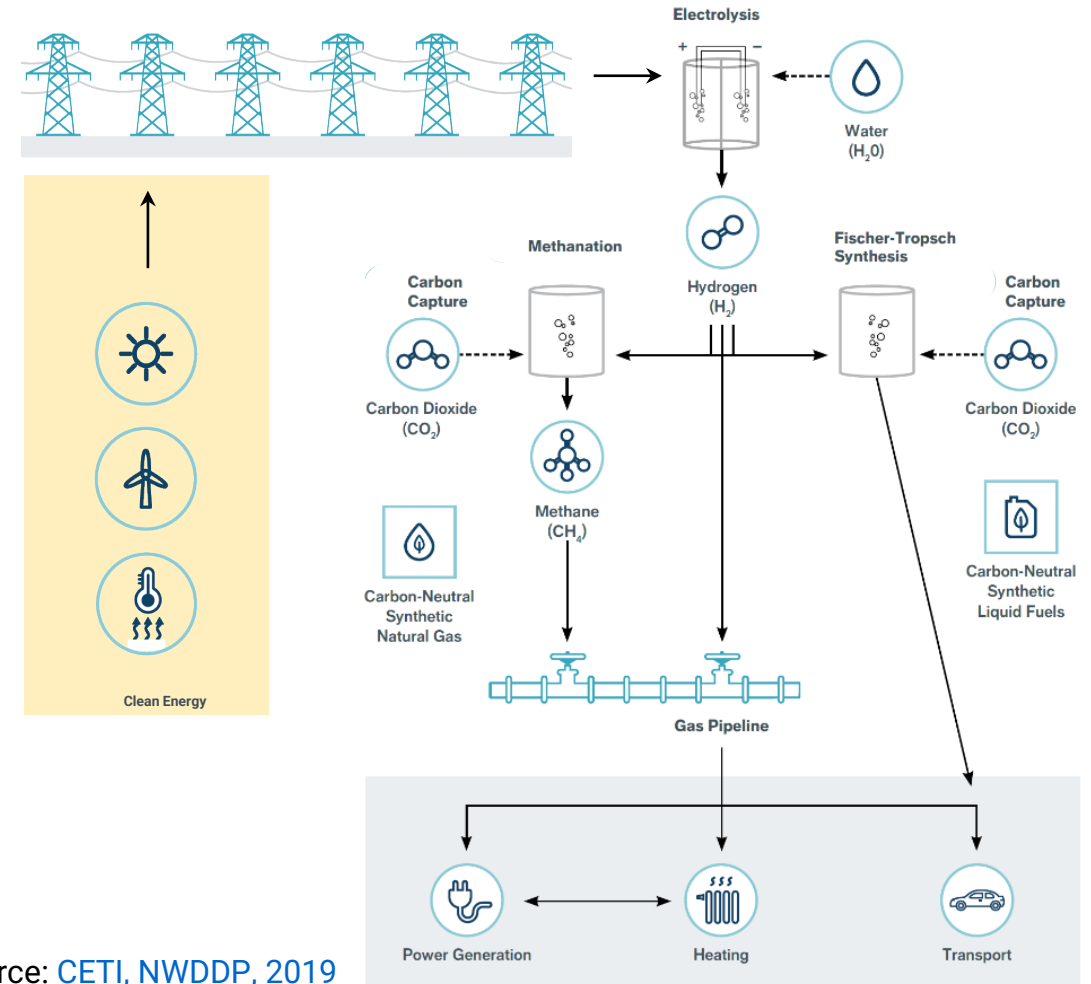 Electrolysis
+ −
Water
(H₂0)
Hydrogen
(H₂)
Methanation
Fischer-Tropsch
Synthesis
Carbon
Capture
Carbon Dioxide
(CO₂)
Carbon
Capture
Carbon Dioxide
(CO₂)
Methane
(CH₄)
Carbon-Neutral
Synthetic
Natural Gas
Carbon-Neutral
Synthetic
Liquid Fuels
Clean Energy
Gas Pipeline
Power Generation
Heating
Transport
rce: CETI, NWDDP, 2019